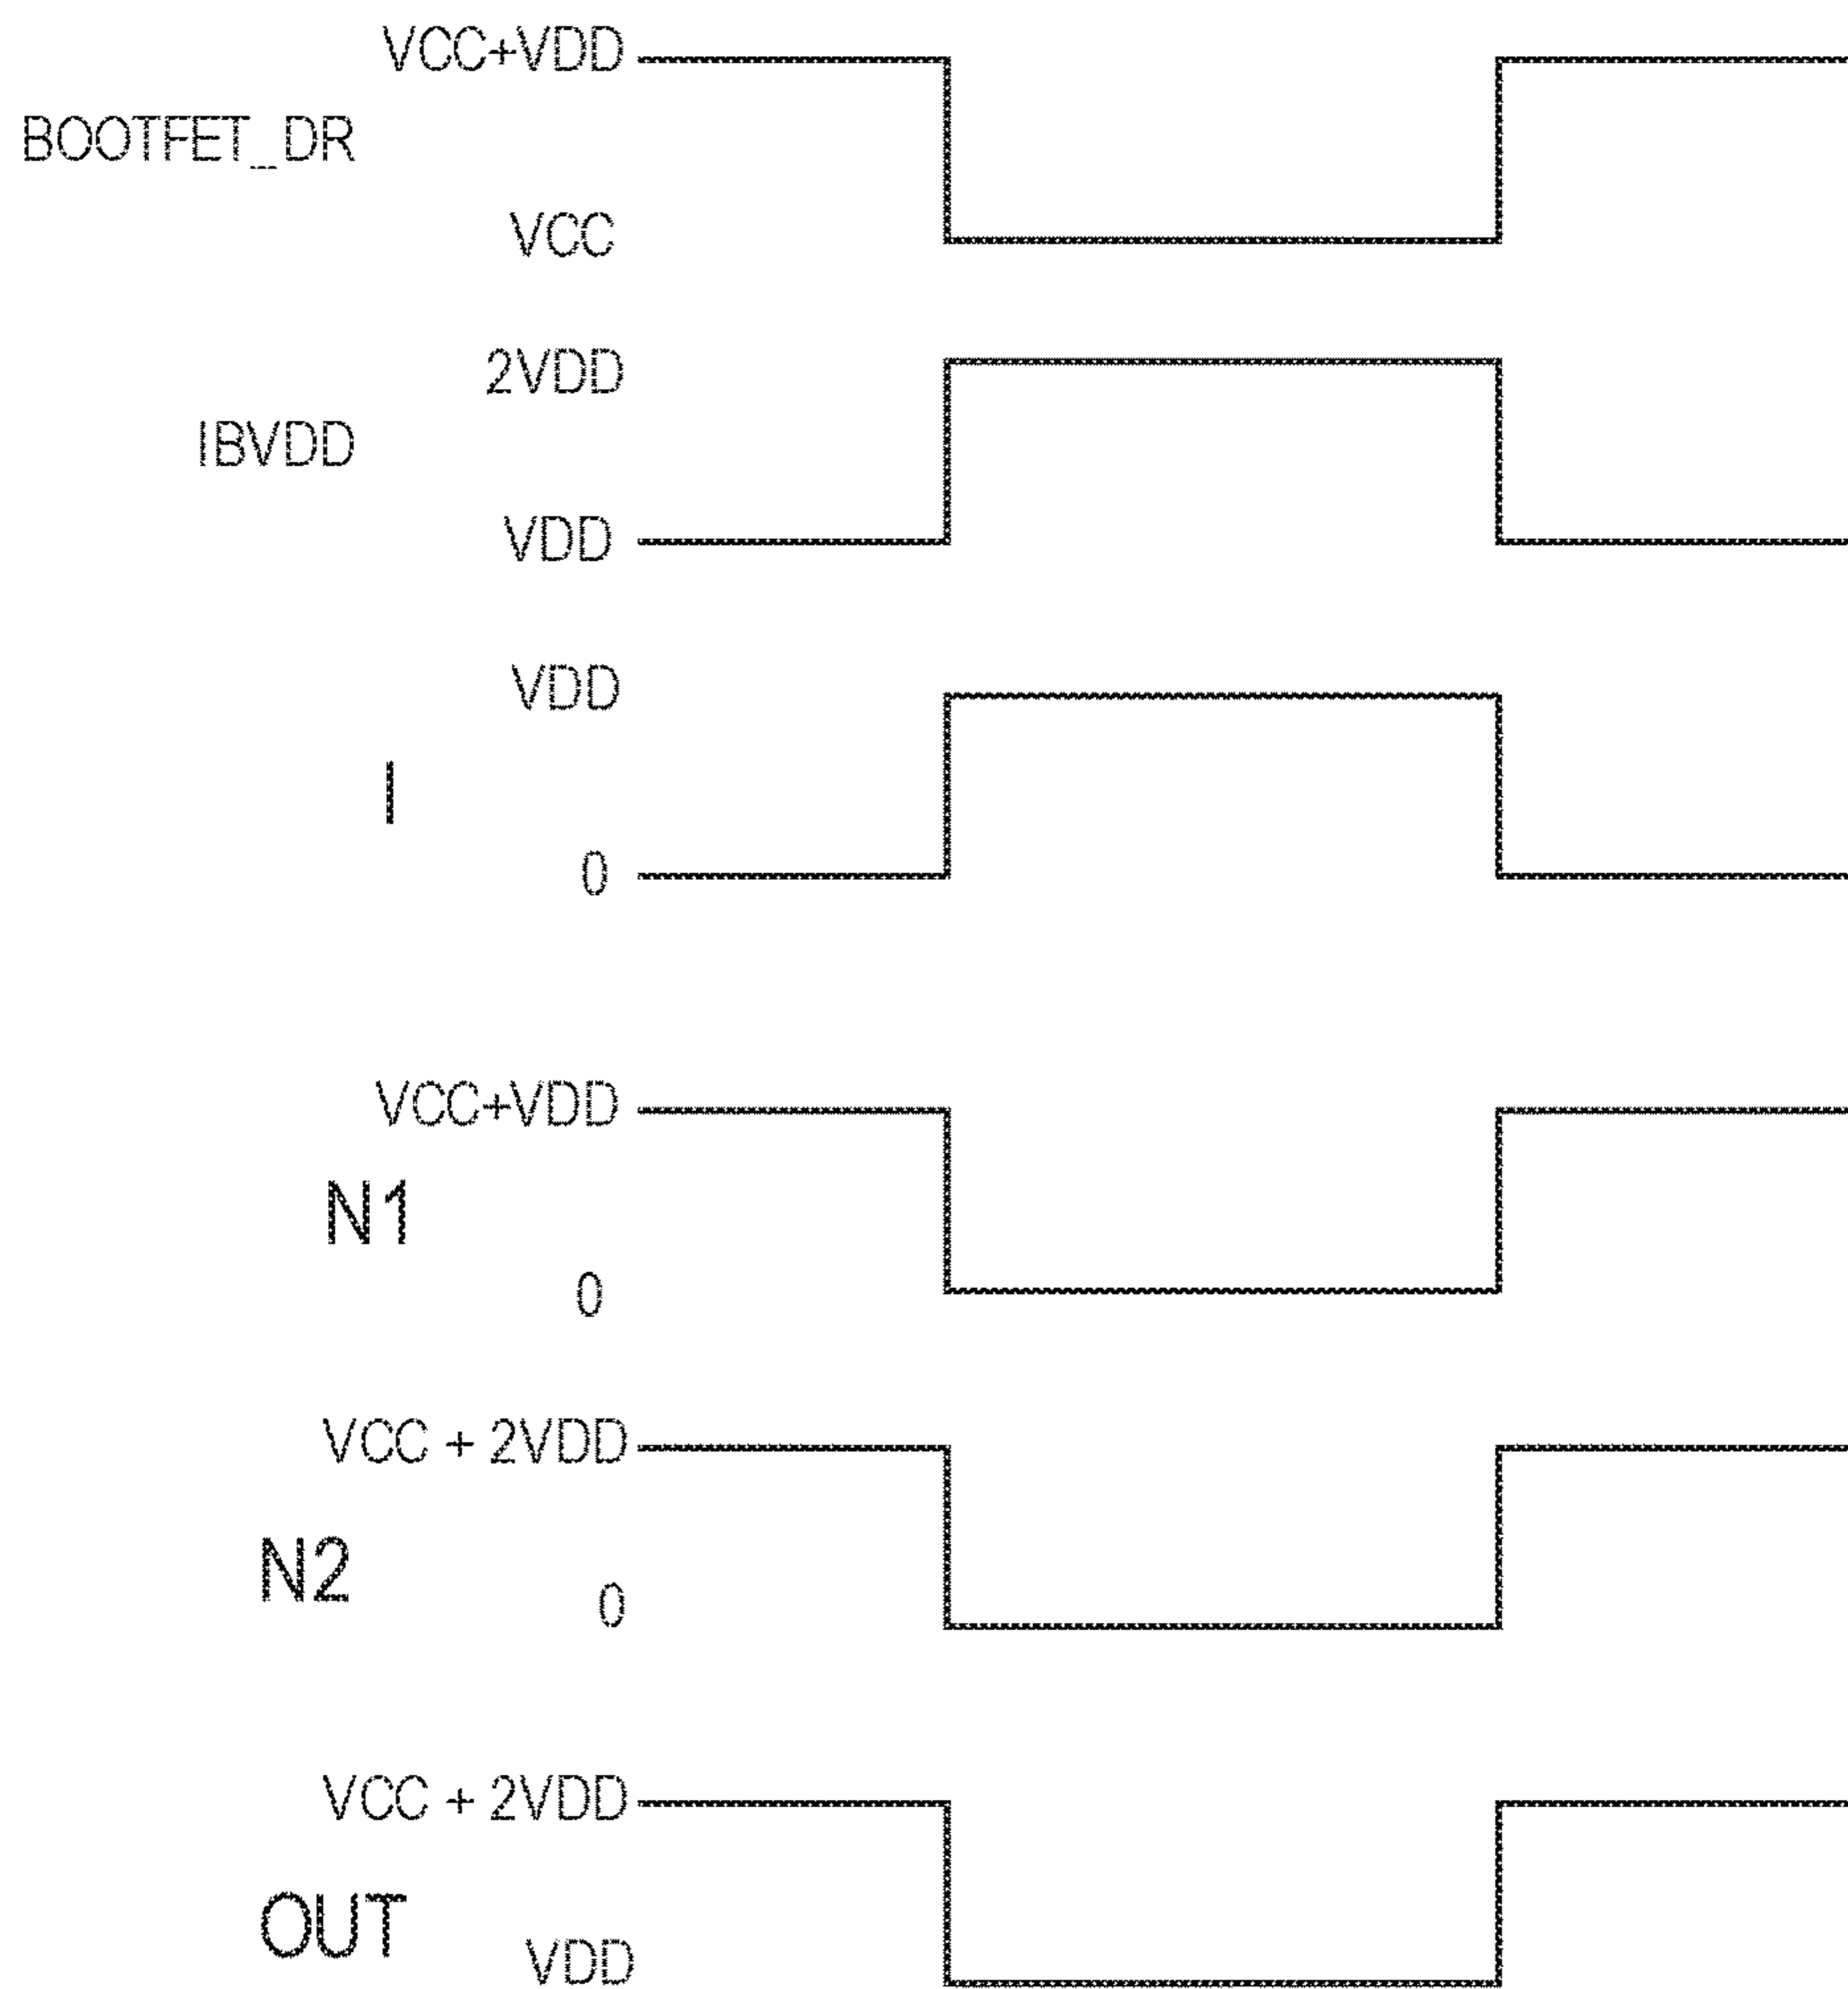 VCC+VDD
BOOTFET_DR
VCC
2VDD
IBVDD
VDD
VDD
I
0
VCC+VDD
N1
0
VCC + 2VDD
N2
0
VCC + 2VDD
OUT
VDD